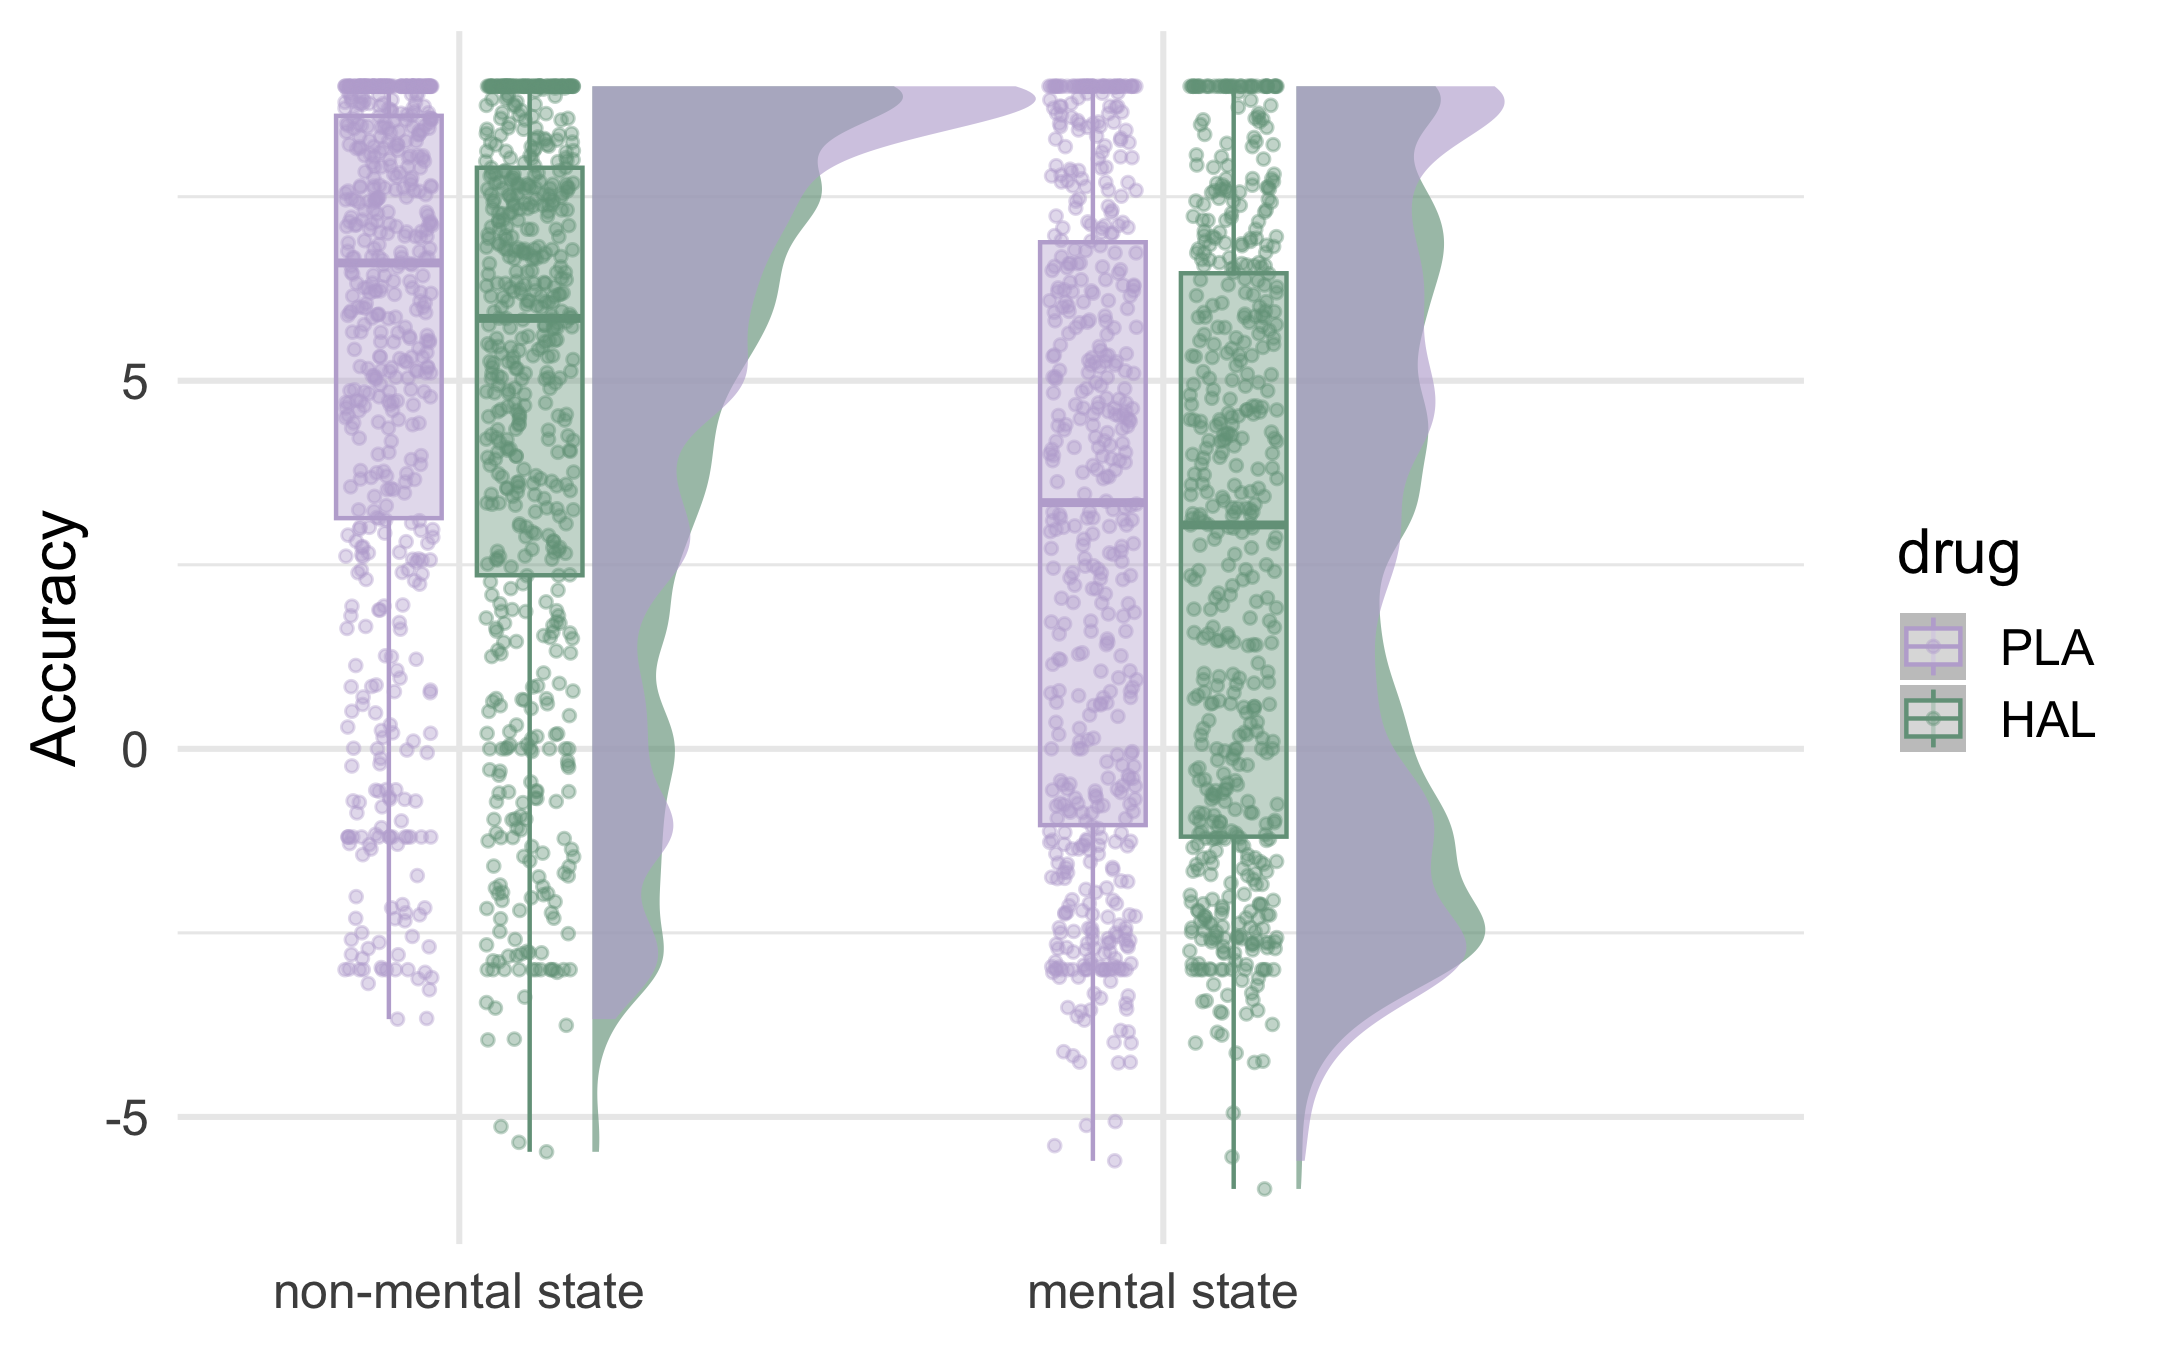 Accuracy
5
0
-5
non-mental state
mental state
drug
PLA
HAL